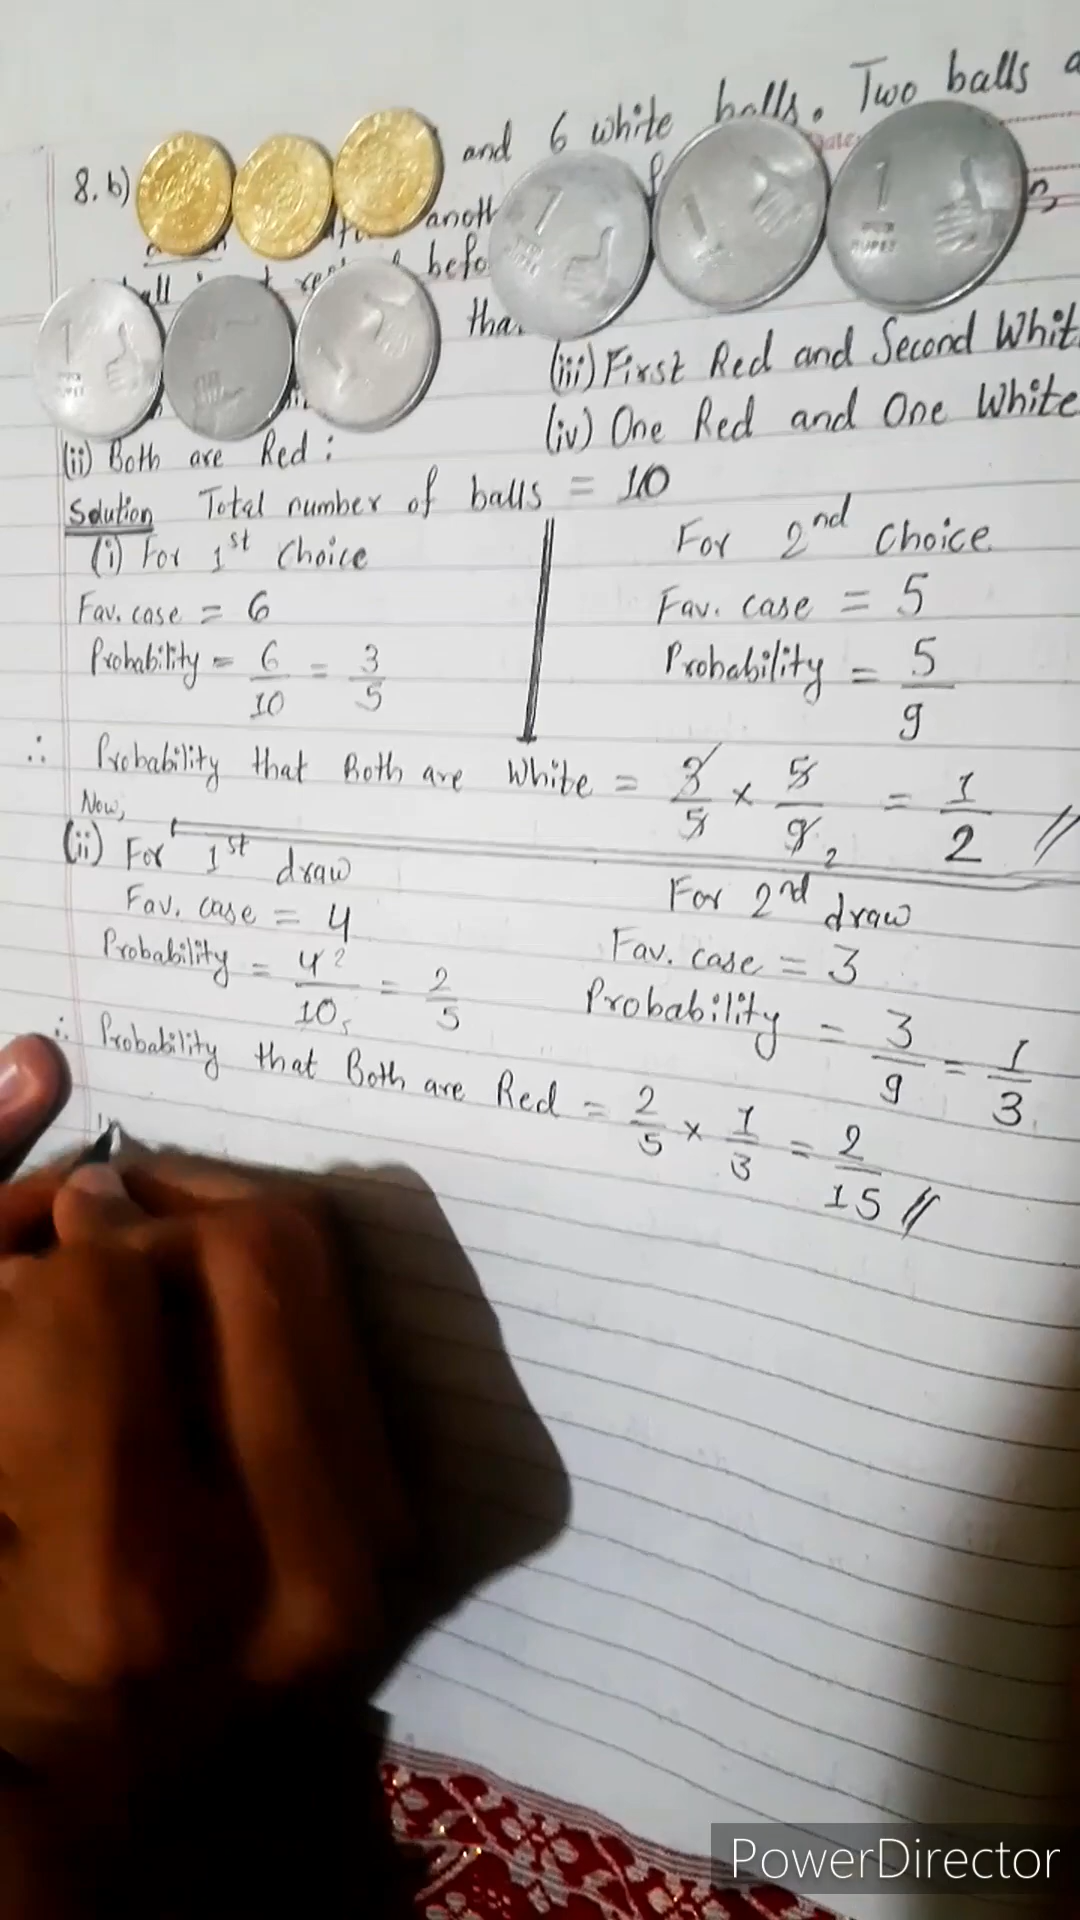 8. b) and 6 white balls. Two balls
anoth
befo
tha
(iii) First Red and Second Whit
(iv) One Red and One White
(ii) Both are Red :
Solution Total number of balls = 10
(i) For 1st Choice
Fav. case = 6
Probability = 6/10 = 3/5
For 2nd Choice
Fav. case = 5
Probability = 5/9
∴ Probability that Both are White = 3/5 × 5/9 2 = 1/2 //
Now,
(ii) For 1st draw
Fav. case = 4
Probability = 4 2/10 5 = 2/5
For 2nd draw
Fav. case = 3
Probability = 3/9 = 1/3
∴ Probability that Both are Red = 2/5 × 1/3 = 2/15 //
PowerDirector